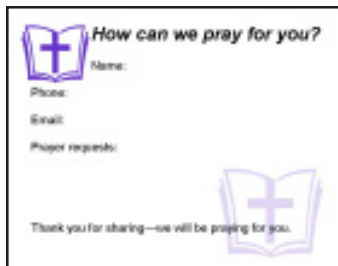 How can we pray for you?
Name:
Phone:
Email:
Prayer requests:
Thank you for sharing—we will be praying for you.